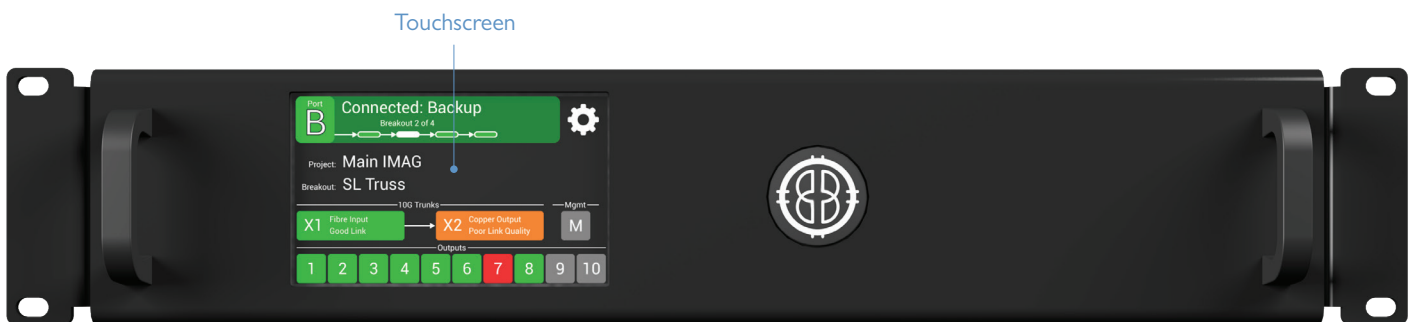 Touchscreen
Port
B
Connected: Backup
Breakout 2 of 4
Project: Main IMAG
Breakout: SL Truss
10G Trunks
Mgmt
X1 Fibre Input
Good Link
X2 Copper Output
Poor Link Quality
M
Outputs
1 2 3 4 5 6 7 8 9 10